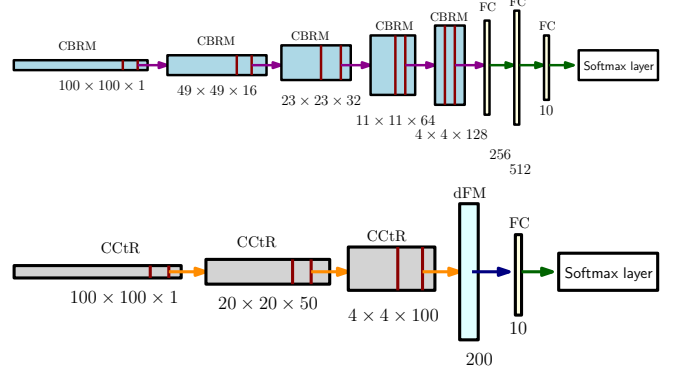 FC
FC
CBRM
CBRM
CBRM
CBRM
CBRM
FC
Softmax layer
100 × 100 × 1
49 × 49 × 16
23 × 23 × 32
11 × 11 × 64
4 × 4 × 128
10
256
512
dFM
CCtR
CCtR
CCtR
FC
Softmax layer
100 × 100 × 1
20 × 20 × 50
4 × 4 × 100
10
200